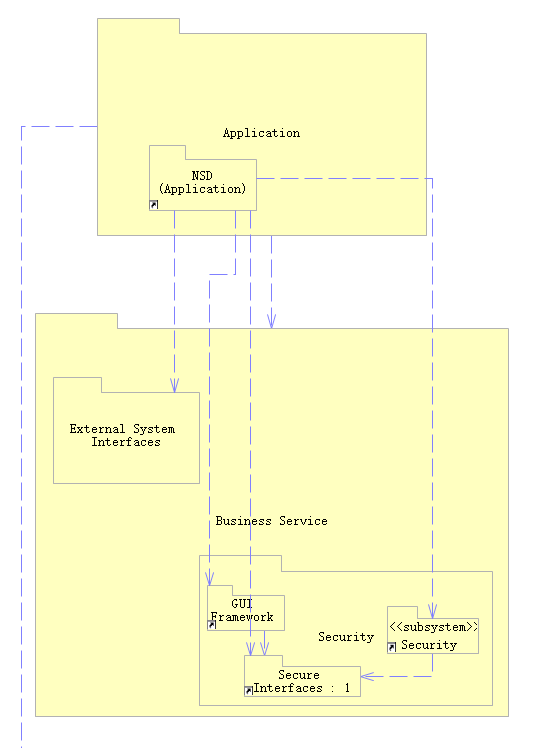 Application
NSD
(Application)
External System
Interfaces
Business Service
GUI
Framework
Security
<<subsystem>>
Security
Secure
Interfaces : 1